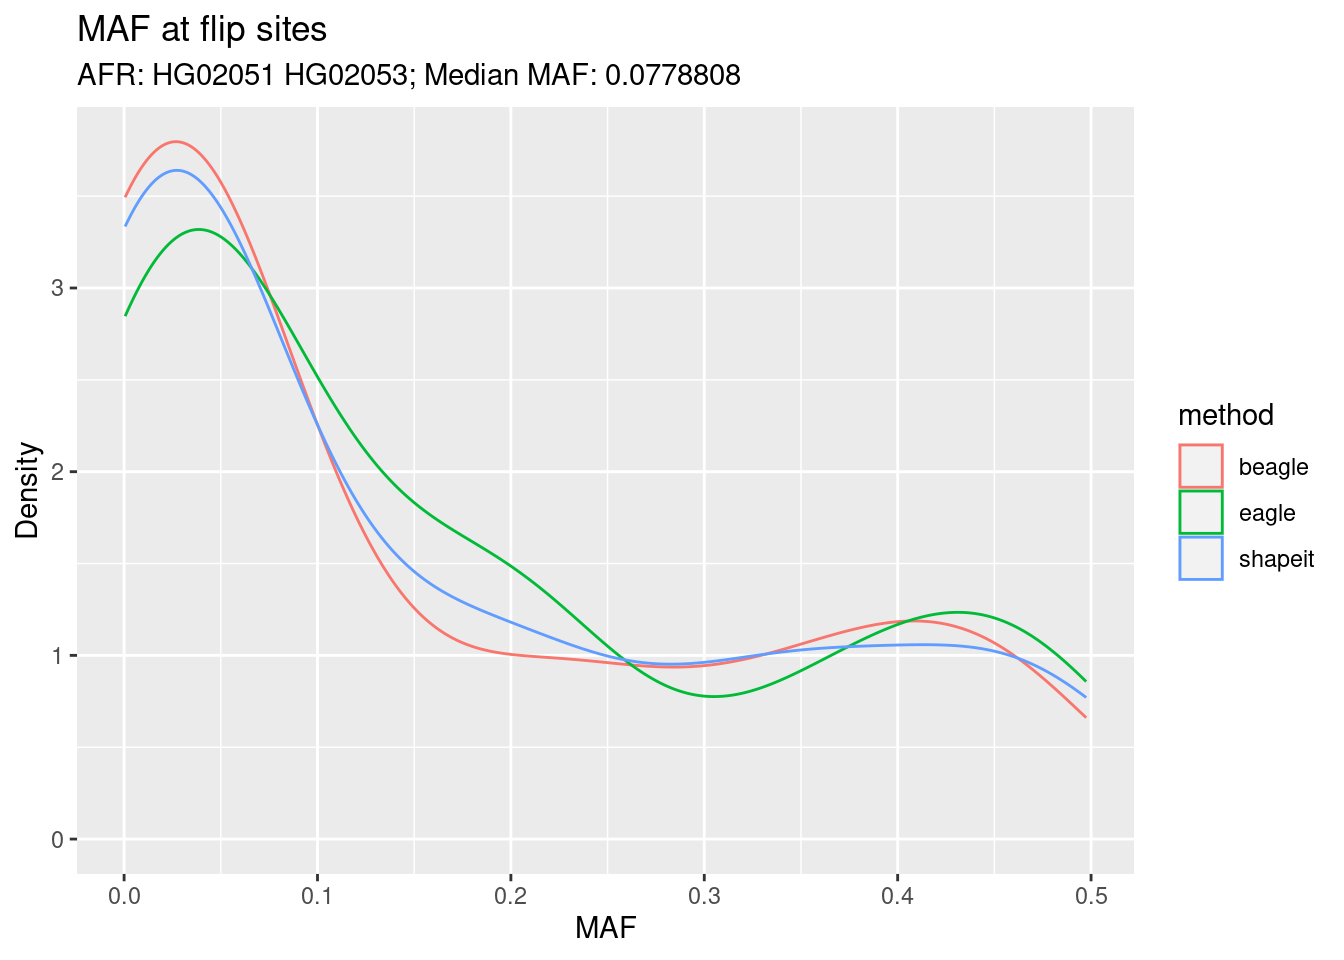 MAF at flip sites
AFR: HG02051 HG02053; Median MAF: 0.0778808
3
2
1
0
Density
0.0 0.1 0.2 0.3 0.4 0.5
MAF
method
beagle
eagle
shapeit